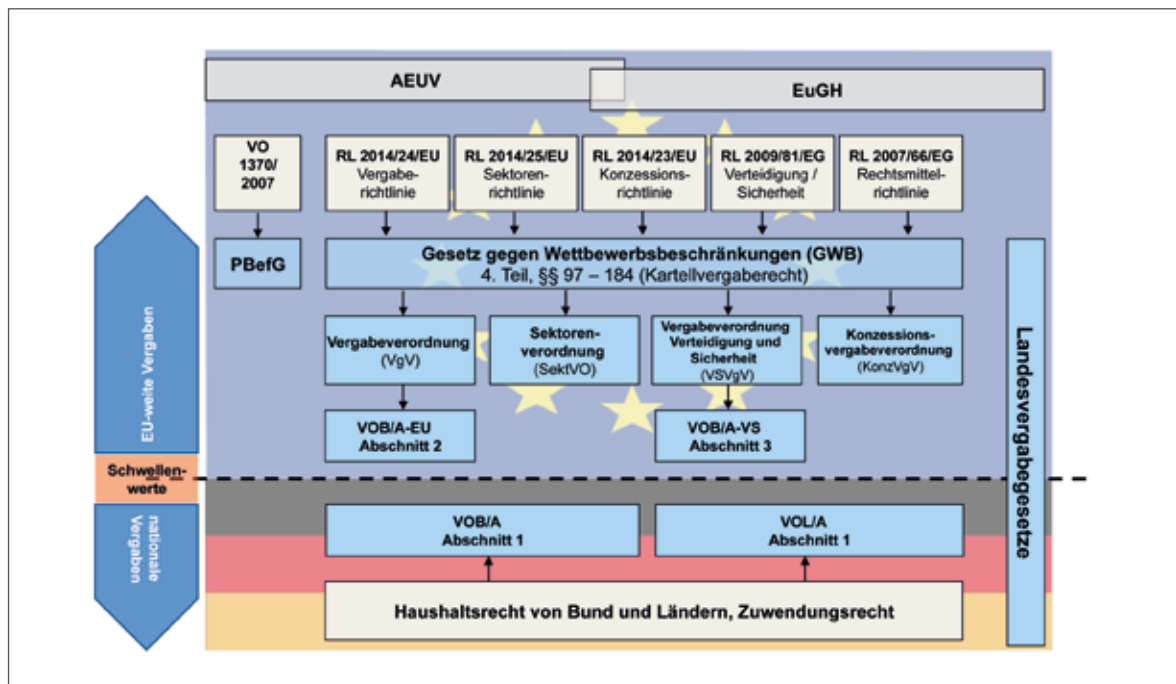 AEUV
EuGH
VO
1370/
2007
RL 2014/24/EU
Vergabe-
richtlinie
RL 2014/25/EU
Sektoren-
richtlinie
RL 2014/23/EU
Konzessions-
richtlinie
RL 2009/81/EG
Verteidigung /
Sicherheit
RL 2007/66/EG
Rechtsmittel-
richtlinie
PBefG
Gesetz gegen Wettbewerbsbeschränkungen (GWB)
4. Teil, §§ 97 – 184 (Kartellvergaberecht)
Vergabeverordnung
(VgV)
Sektoren-
verordnung
(SektVO)
Vergabeverordnung
Verteidigung und
Sicherheit
(VSVgV)
Konzessions-
vergabeverordnung
(KonzVgV)
VOB/A-EU
Abschnitt 2
VOB/A-VS
Abschnitt 3
EU-weite Vergaben
Schwellen-
werte
nationale
Vergaben
VOB/A
Abschnitt 1
VOL/A
Abschnitt 1
Haushaltsrecht von Bund und Ländern, Zuwendungsrecht
Landesvergabegesetze